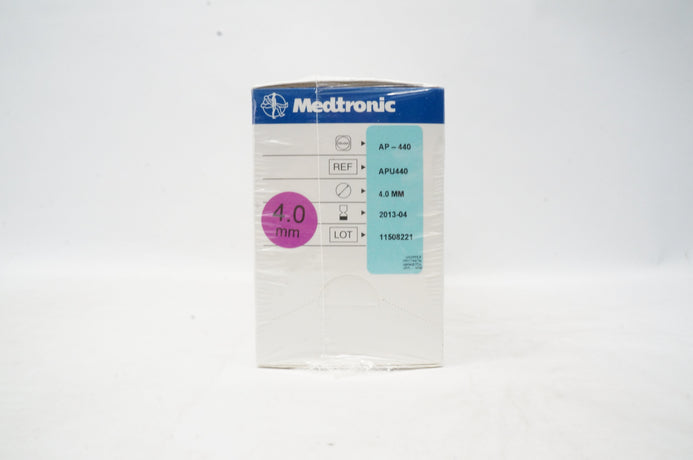 Medtronic
AP – 440
REF APU440
4.0 MM
2013-04
LOT 11508221
4.0
mm